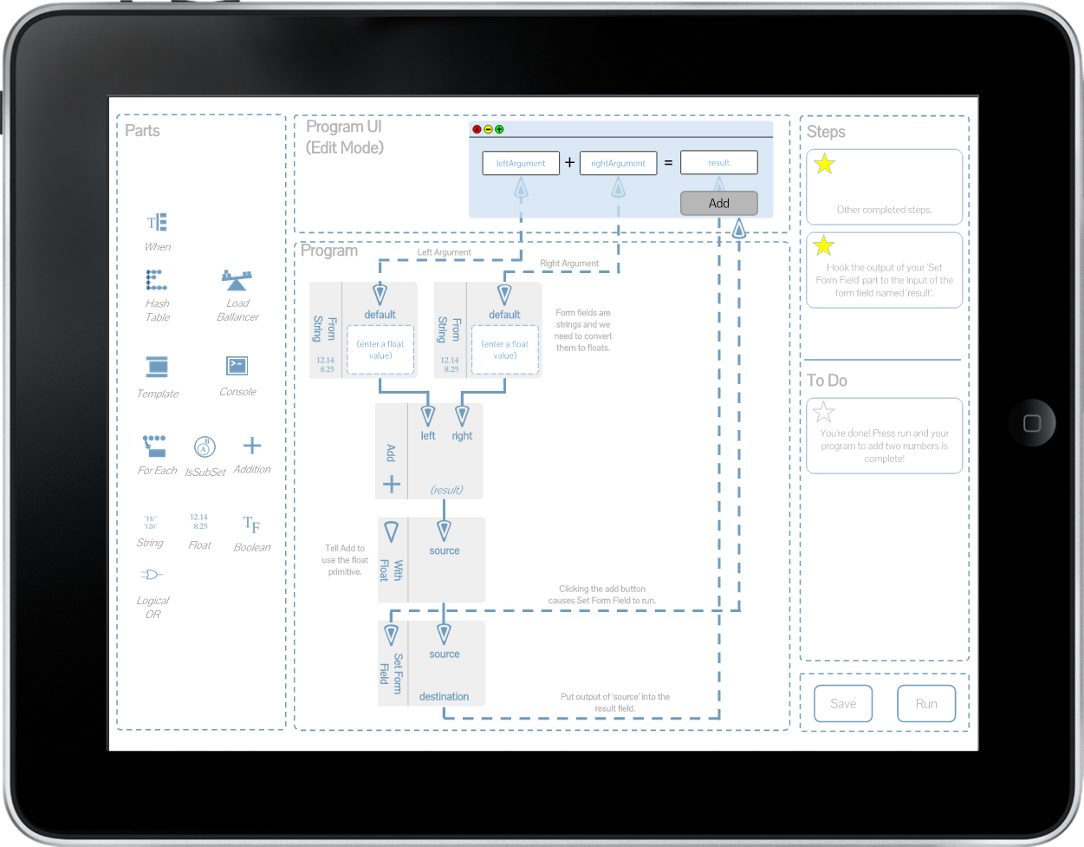 Parts
When
Hash
Table
Load
Ballancer
Template
Console
For Each
IsSubSet
Addition
"Hi!"
'126'
String
12.14
8.25
Float
TF
Boolean
Logical
OR
Program UI
(Edit Mode)
leftArgument
+
rightArgument
=
result
Add
Program
Left Argument
Right Argument
From
String
12.14
8.25
default
(enter a float
value)
From
String
12.14
8.25
default
(enter a float
value)
Form fields are
strings and we
need to convert
them to floats.
left
right
Add
(result)
Tell Add to
use the float
primitive.
With
Float
source
Clicking the add button
causes Set Form Field to run.
Set Form
Field
source
destination
Put output of 'source' into the
result field.
Steps
Other completed steps.
Hook the output of your 'Set
Form Field' part to the input of the
form field named 'result'.
To Do
You're done! Press run and your
program to add two numbers is
complete!
Save
Run